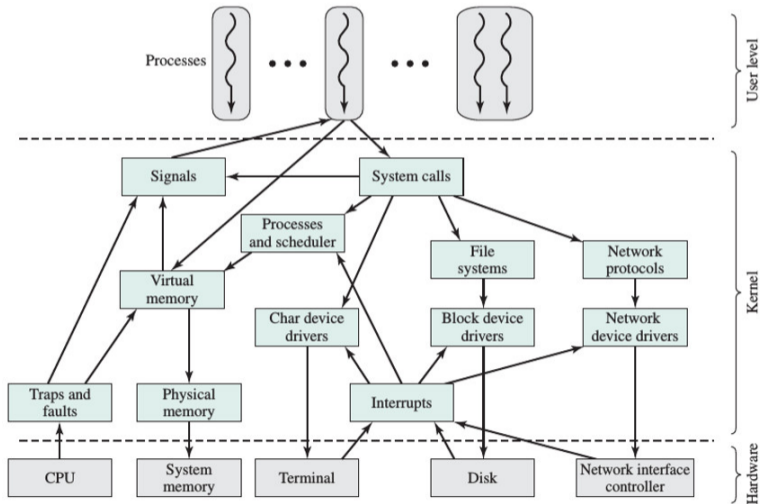 Processes
User level
Signals
System calls
Processes
and scheduler
File
systems
Network
protocols
Virtual
memory
Char device
drivers
Block device
drivers
Network
device drivers
Kernel
Traps and
faults
Physical
memory
Interrupts
CPU
System
memory
Terminal
Disk
Network interface
controller
Hardware